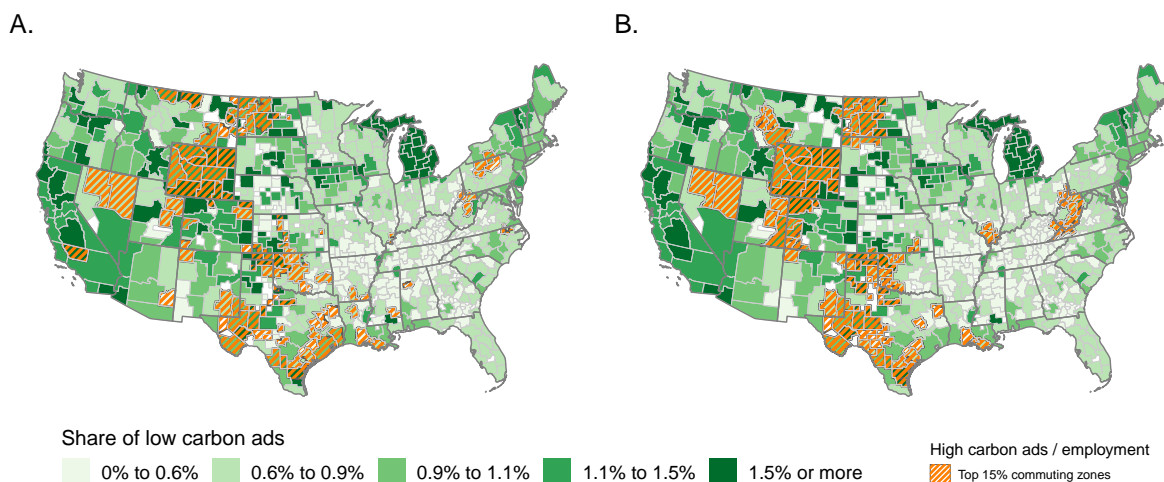 A.
B.
Share of low carbon ads
0% to 0.6%
0.6% to 0.9%
0.9% to 1.1%
1.1% to 1.5%
1.5% or more
High carbon ads / employment
Top 15% commuting zones